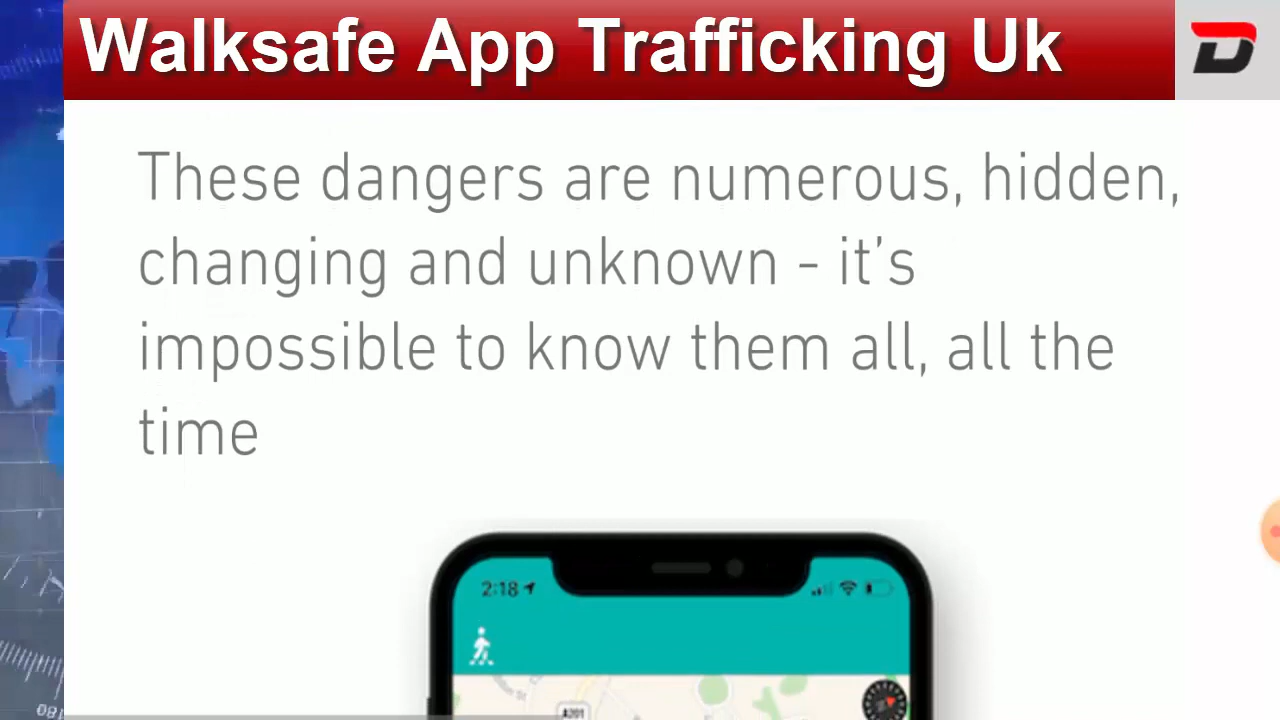 Walksafe App Trafficking Uk
D
These dangers are numerous, hidden,
changing and unknown - it's
impossible to know them all, all the
time
2:18
A201
08